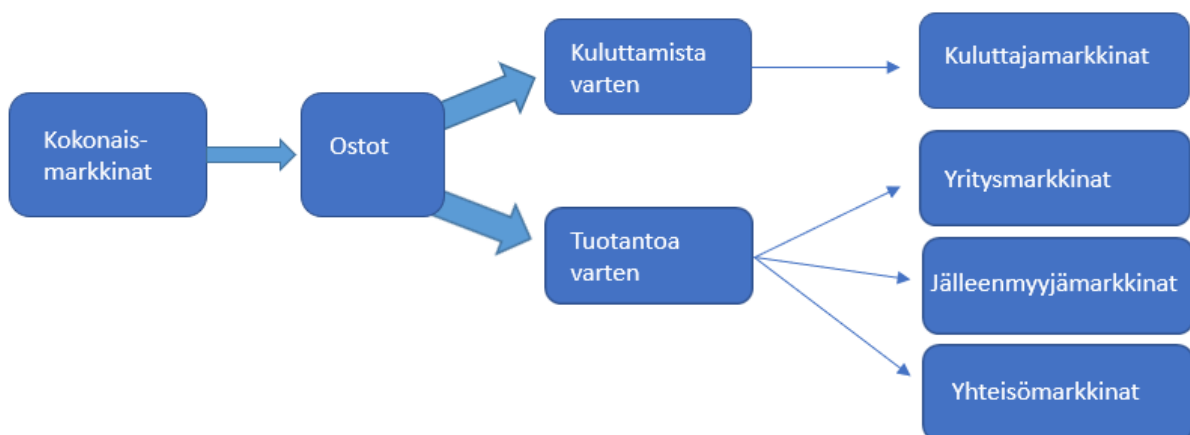 Kokonais-
markkinat
Ostot
Kuluttamista
varten
Tuotantoa
varten
Kuluttajamarkkinat
Yritysmarkkinat
Jälleenmyyjämarkkinat
Yhteisömarkkinat